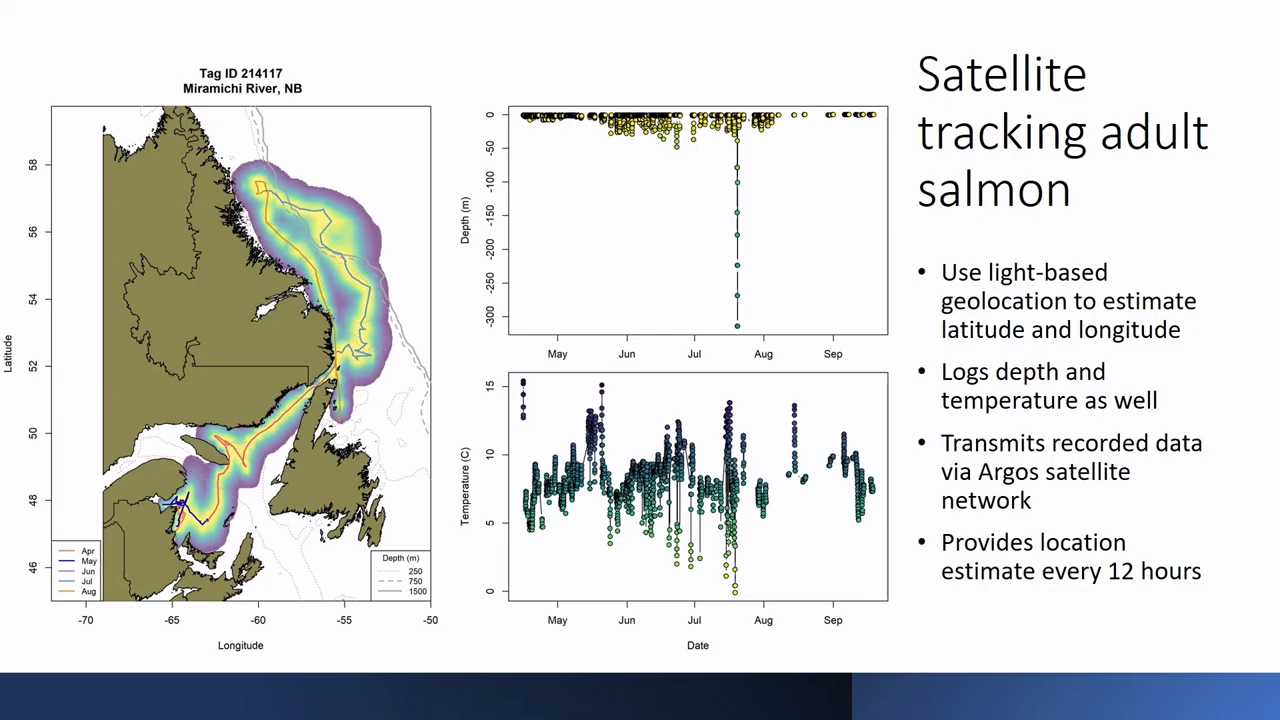 Tag ID 214117
Miramichi River, NB
Latitude
58
56
54
52
50
48
46
Apr
May
Jun
Jul
Aug
Depth (m)
250
750
1500
-70
-65
-60
-55
-50
Longitude
Depth (m)
0
-50
-100
-150
-200
-250
-300
May
Jun
Jul
Aug
Sep
Temperature (C)
15
10
5
0
May
Jun
Jul
Aug
Sep
Date
Satellite
tracking adult
salmon
• Use light-based
geolocation to estimate
latitude and longitude
• Logs depth and
temperature as well
• Transmits recorded data
via Argos satellite
network
• Provides location
estimate every 12 hours